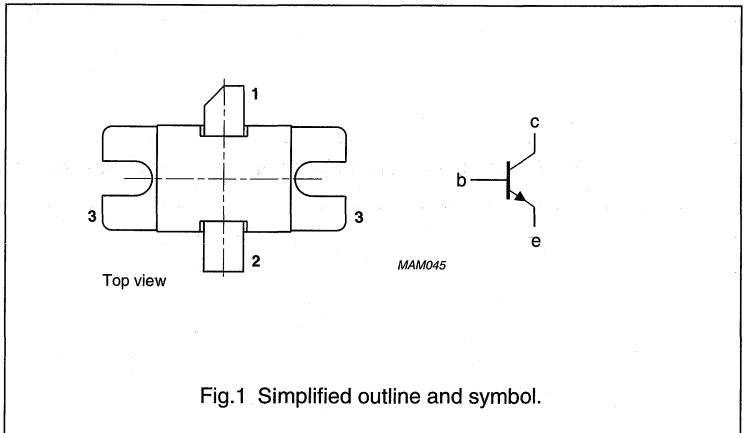 1
c
b
3
3
e
2
MAM045
Top view
Fig.1 Simplified outline and symbol.